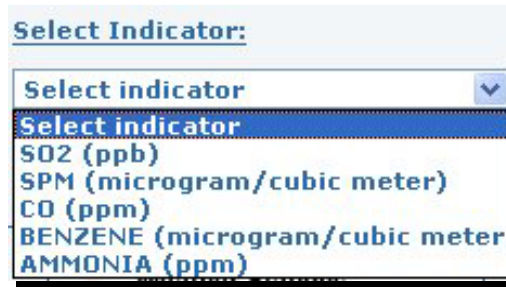 Select Indicator:
Select indicator
Select indicator
SO2 (ppb)
SPM (microgram/cubic meter)
CO (ppm)
BENZENE (microgram/cubic meter
AMMONIA (ppm)